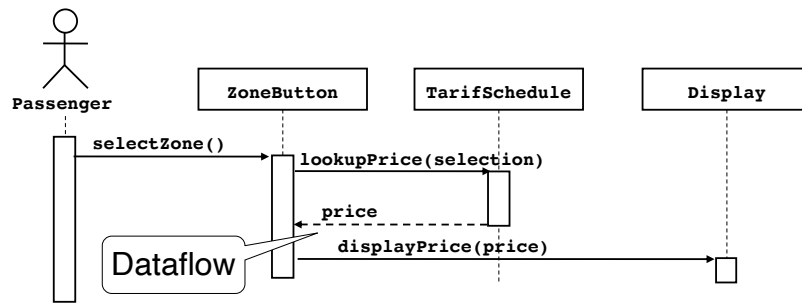 Passenger
ZoneButton
TarifSchedule
Display
selectZone()
lookupPrice(selection)
price
Dataflow
displayPrice(price)